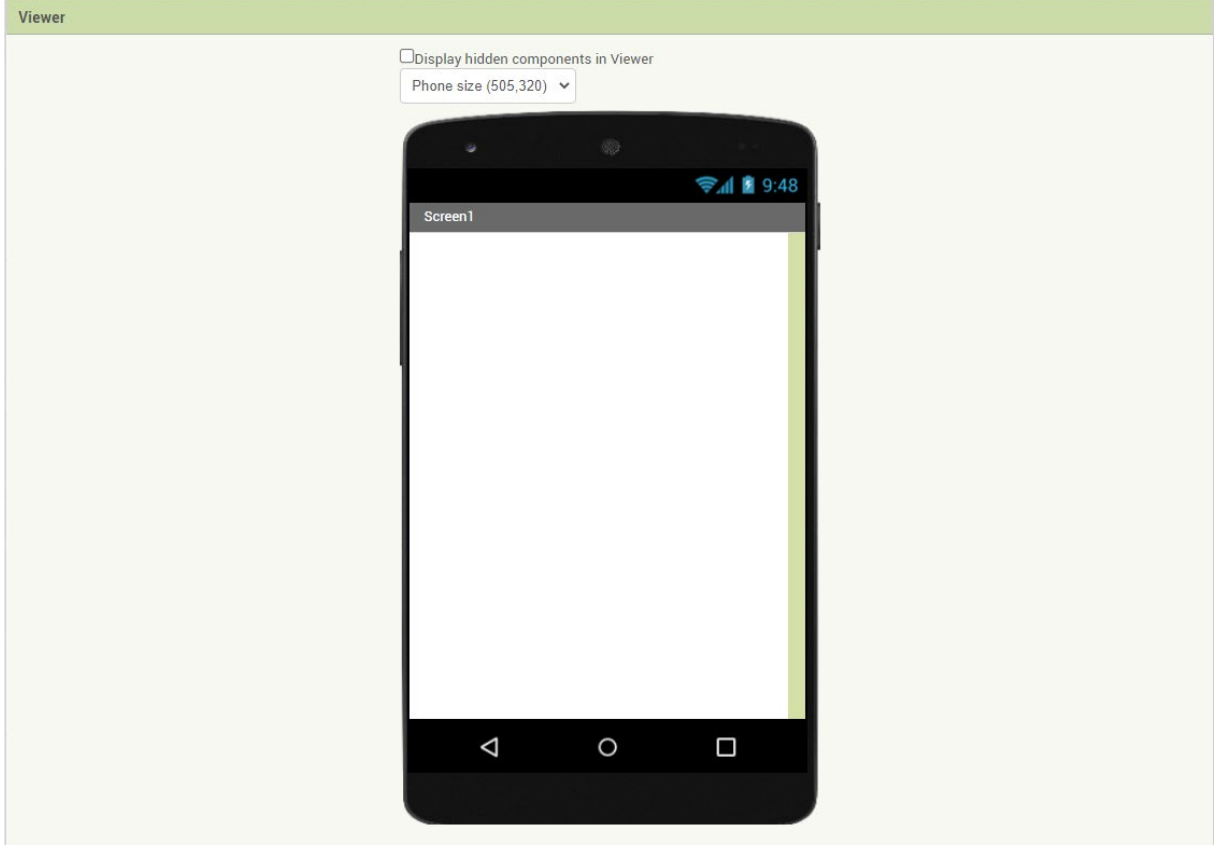 Viewer
Display hidden components in Viewer
Phone size (505,320)
9:48
Screen1